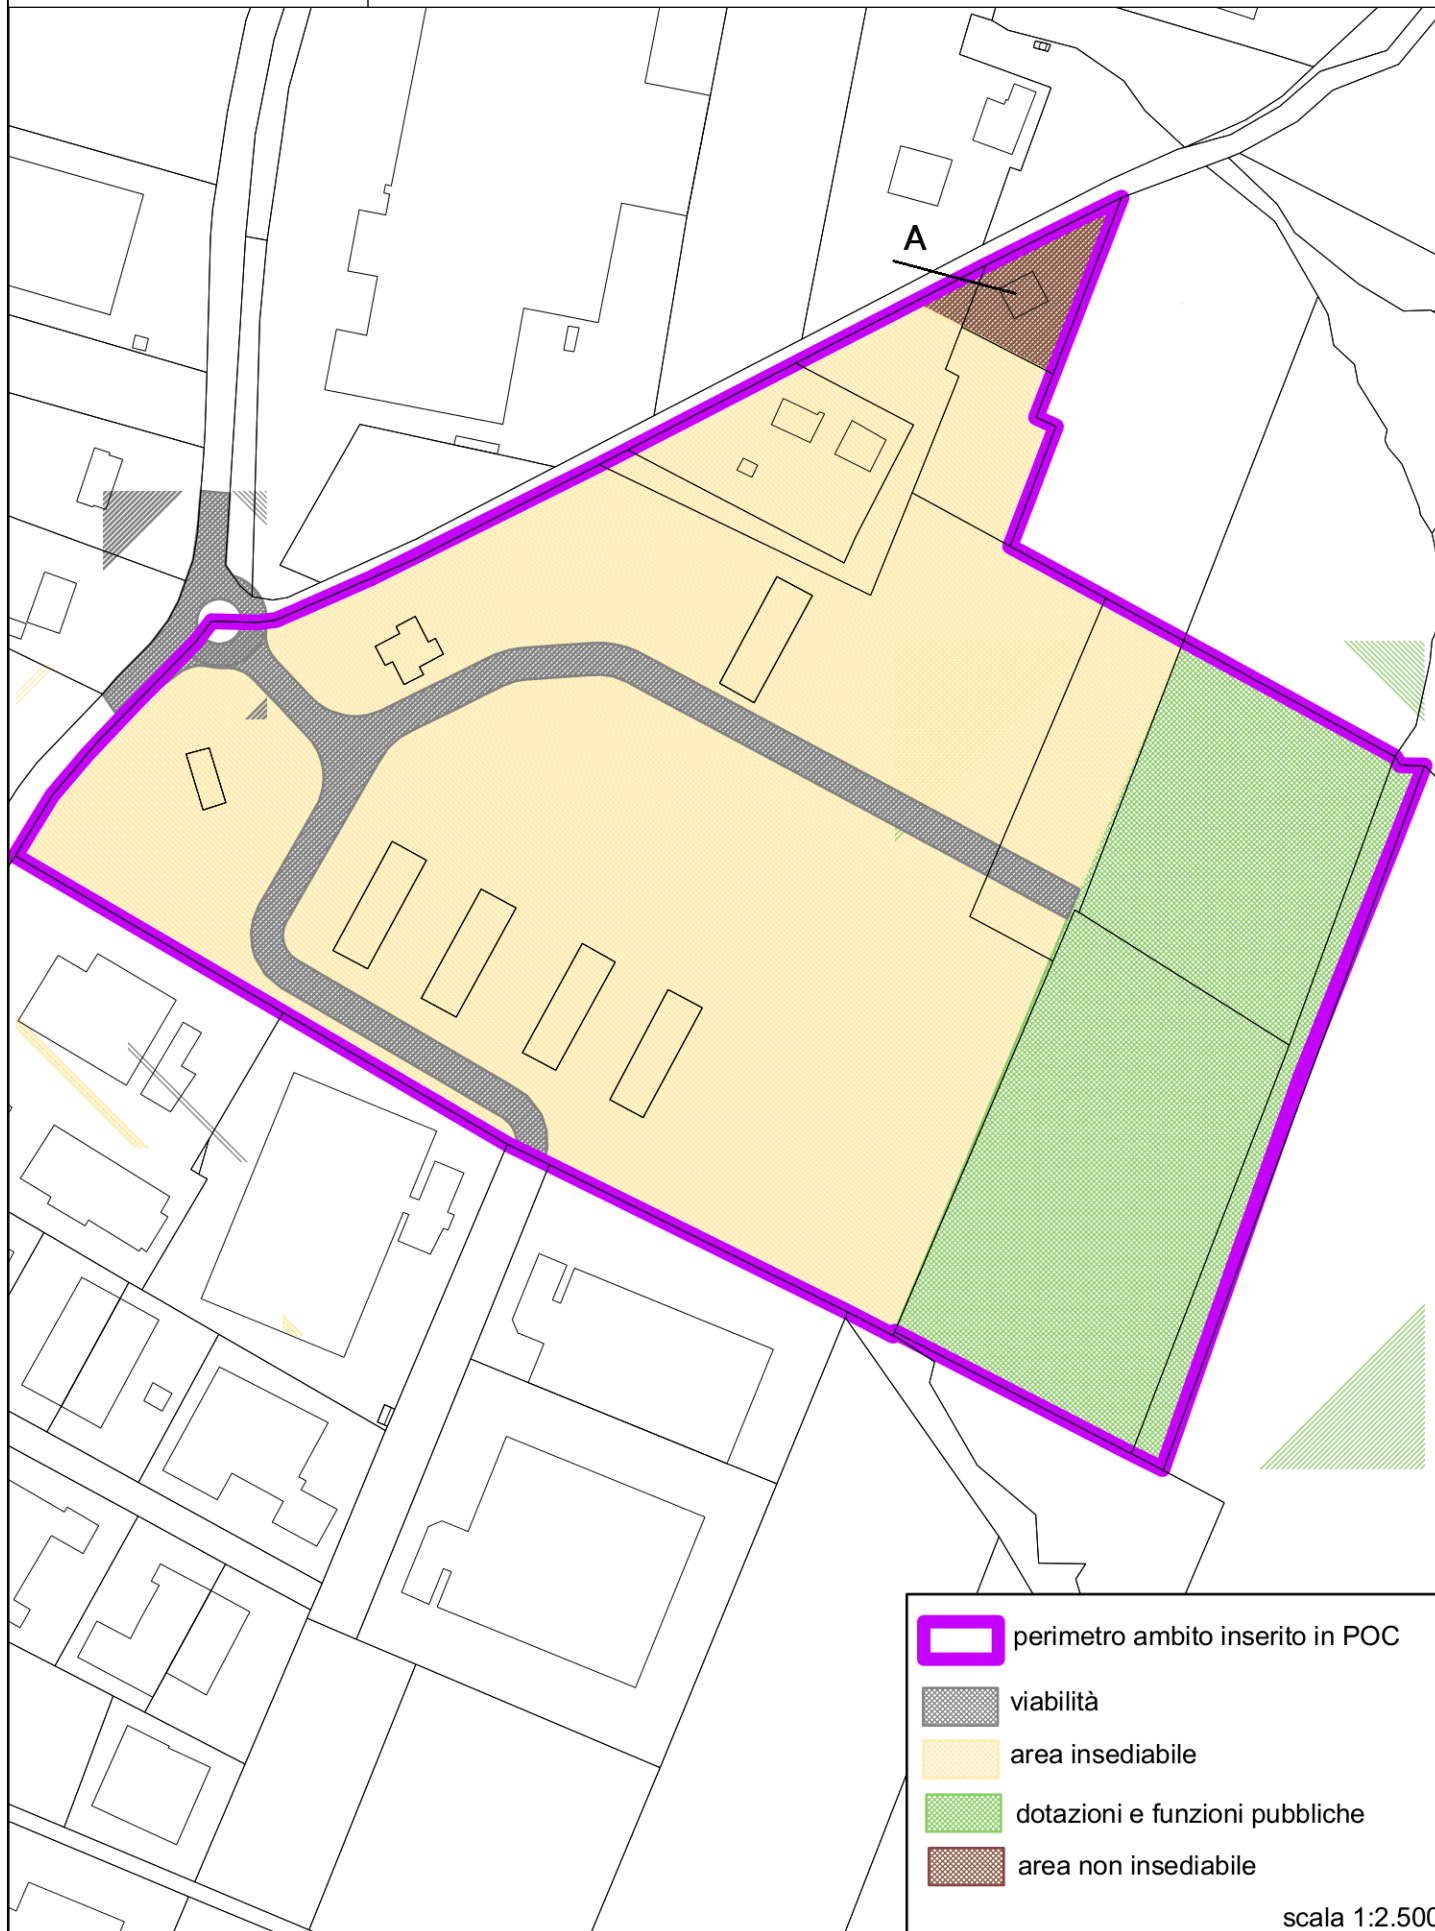 A
perimetro ambito inserito in POC
viabilità
area insediabile
dotazioni e funzioni pubbliche
area non insediabile
scala 1:2.500